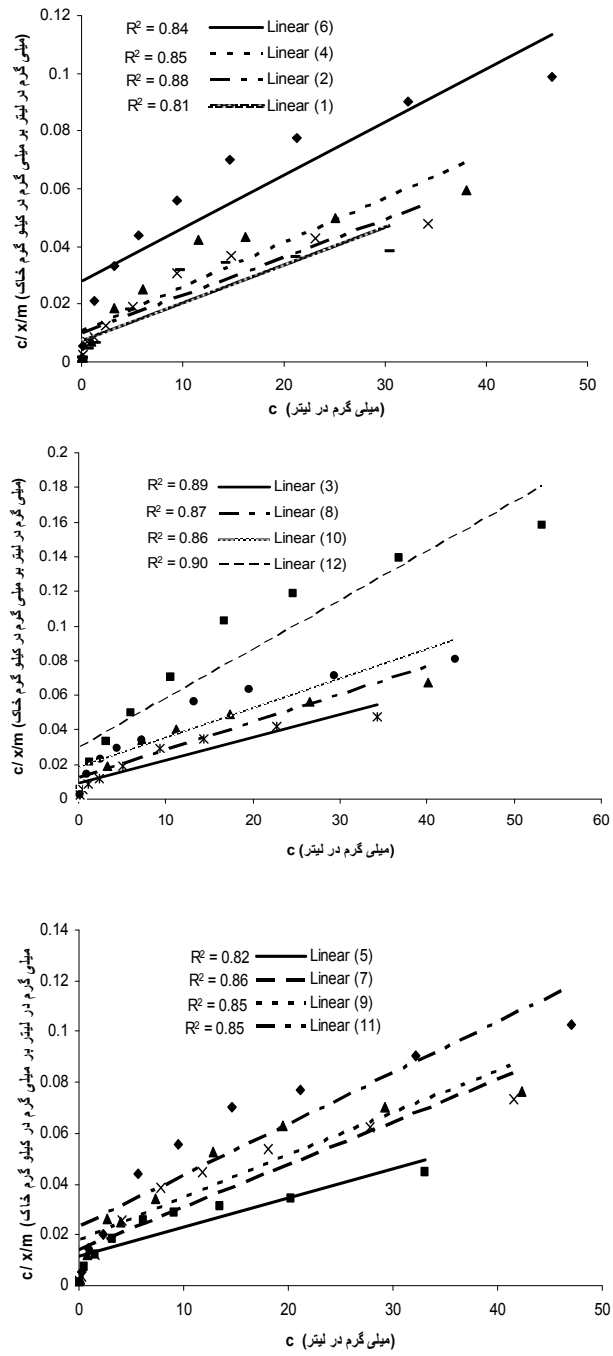 R² = 0.84 Linear (6)
R² = 0.85 Linear (4)
R² = 0.88 Linear (2)
R² = 0.81 Linear (1)
0.12
0.1
0.08
0.06
0.04
0.02
0
0 10 20 30 40 50
c/ x/m (میلی گرم در لیتر بر میلی گرم در کیلو گرم خاک)
c (میلی گرم در لیتر)
R² = 0.89 Linear (3)
R² = 0.87 Linear (8)
R² = 0.86 Linear (10)
R² = 0.90 Linear (12)
0.2
0.18
0.16
0.14
0.12
0.1
0.08
0.06
0.04
0.02
0
0 10 20 30 40 50 60
c/ x/m (میلی گرم در لیتر بر میلی گرم در کیلو گرم خاک)
c (میلی گرم در لیتر)
R² = 0.82 Linear (5)
R² = 0.86 Linear (7)
R² = 0.85 Linear (9)
R² = 0.85 Linear (11)
0.14
0.12
0.1
0.08
0.06
0.04
0.02
0
0 10 20 30 40 50
c/ x/m (میلی گرم در لیتر بر میلی گرم در کیلو گرم خاک)
c (میلی گرم در لیتر)